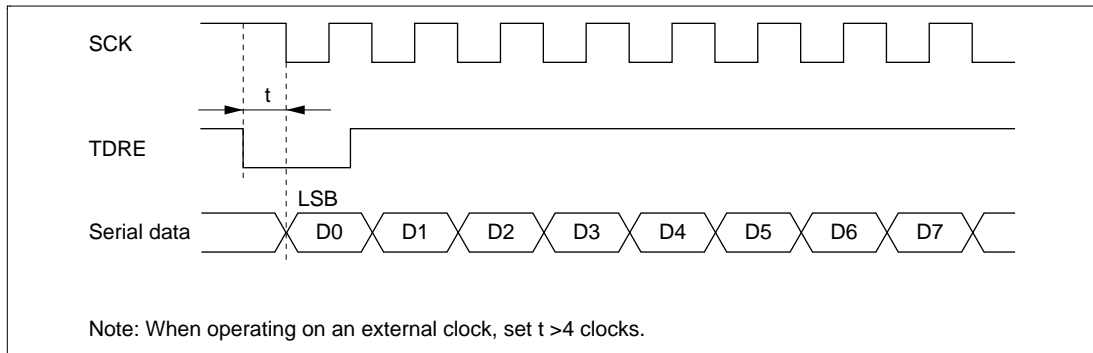 SCK
t
TDRE
LSB
Serial data D0 D1 D2 D3 D4 D5 D6 D7
Note: When operating on an external clock, set t >4 clocks.